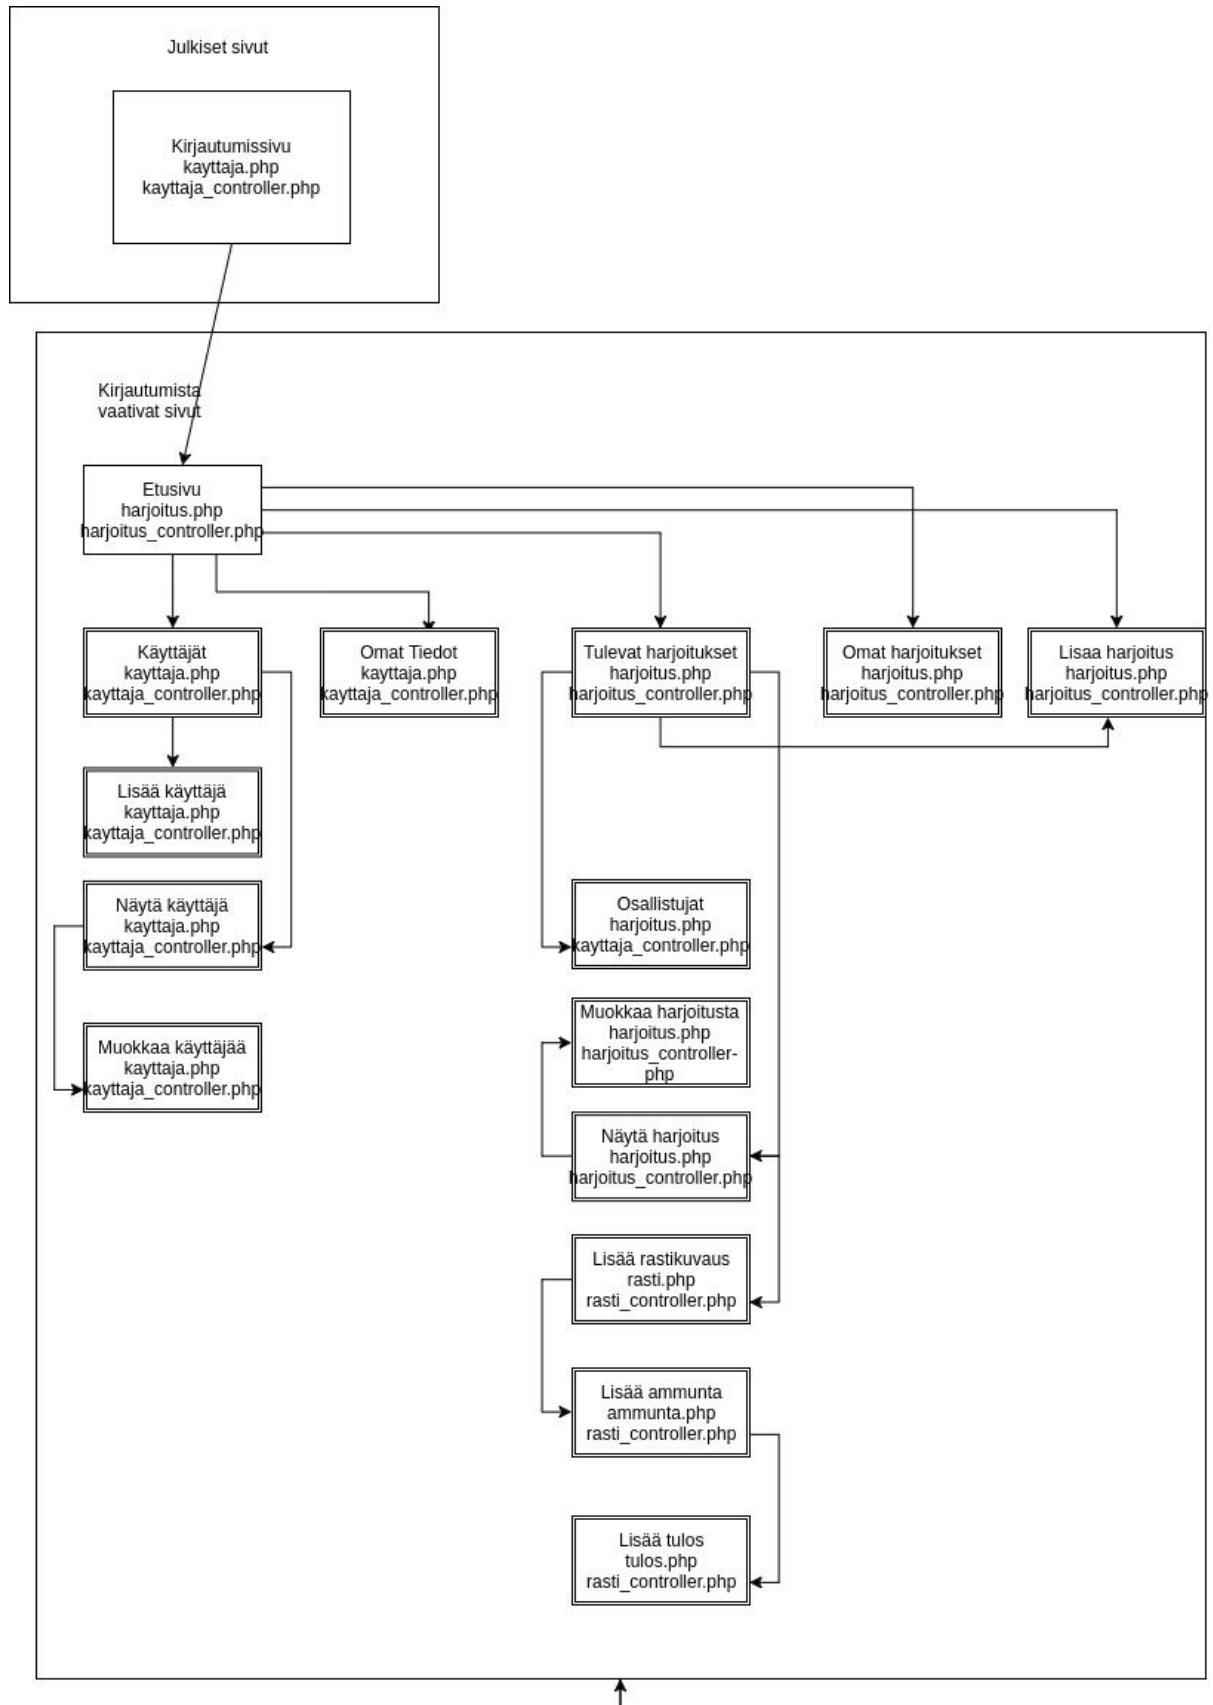 Julkiset sivut
Kirjautumissivu
kayttaja.php
kayttaja_controller.php
Kirjautumista
vaativat sivut
Etusivu
harjoitus.php
harjoitus_controller.php
Käyttäjät
kayttaja.php
kayttaja_controller.php
Omat Tiedot
kayttaja.php
kayttaja_controller.php
Tulevat harjoitukset
harjoitus.php
harjoitus_controller.php
Omat harjoitukset
harjoitus.php
harjoitus_controller.php
Lisaa harjoitus
harjoitus.php
harjoitus_controller.php
Lisää käyttäjä
kayttaja.php
kayttaja_controller.php
Näytä käyttäjä
kayttaja.php
kayttaja_controller.php
Muokkaa käyttäjää
kayttaja.php
kayttaja_controller.php
Osallistujat
harjoitus.php
kayttaja_controller.php
Muokkaa harjoitusta
harjoitus.php
harjoitus_controller-
php
Näytä harjoitus
harjoitus.php
harjoitus_controller.php
Lisää rastikuvaus
rasti.php
rasti_controller.php
Lisää ammunta
ammunta.php
rasti_controller.php
Lisää tulos
tulos.php
rasti_controller.php